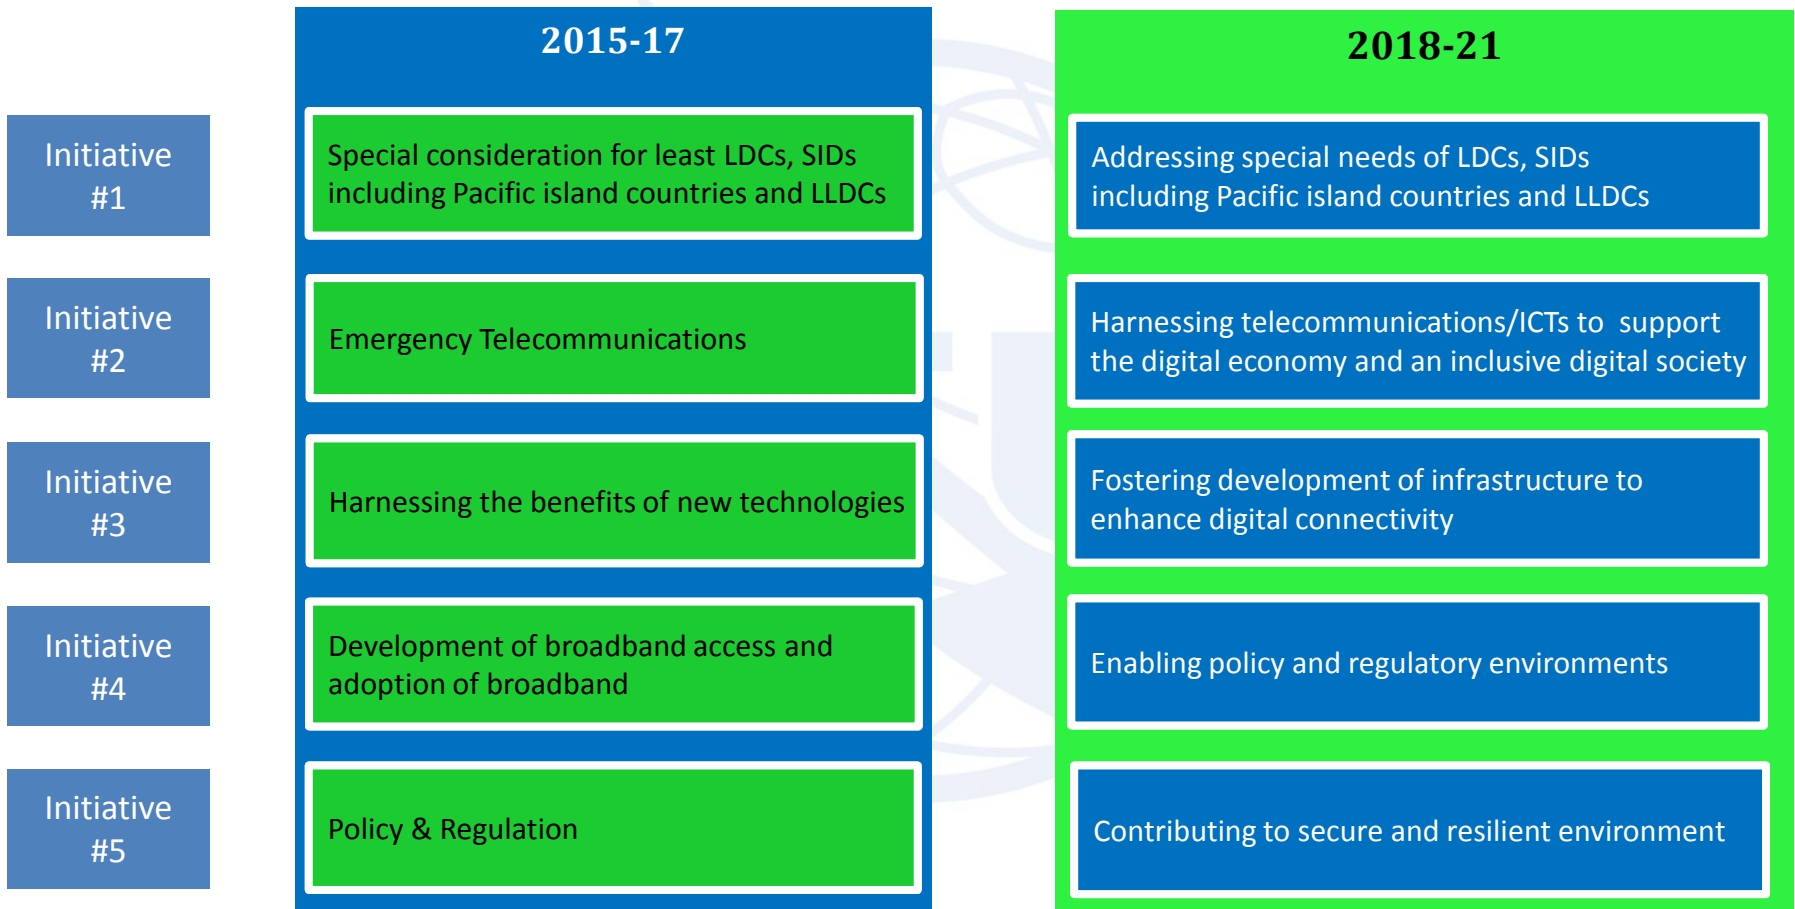 2015-17
2018-21
Initiative
#1
Special consideration for least LDCs, SIDs
including Pacific island countries and LLDCs
Addressing special needs of LDCs, SIDs
including Pacific island countries and LLDCs
Initiative
#2
Emergency Telecommunications
Harnessing telecommunications/ICTs to  support
the digital economy and an inclusive digital society
Initiative
#3
Harnessing the benefits of new technologies
Fostering development of infrastructure to
enhance digital connectivity
Initiative
#4
Development of broadband access and
adoption of broadband
Enabling policy and regulatory environments
Initiative
#5
Policy & Regulation
Contributing to secure and resilient environment